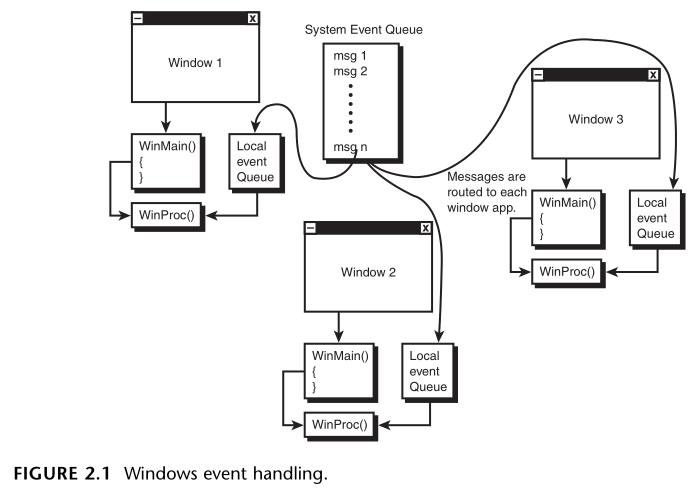 System Event Queue
msg 1
msg 2
msg n
Window 1
WinMain()
{
}
Local
event
Queue
WinProc()
Messages are
routed to each
window app.
Window 2
WinMain()
{
}
Local
event
Queue
WinProc()
Window 3
WinMain()
{
}
Local
event
Queue
WinProc()
FIGURE 2.1 Windows event handling.